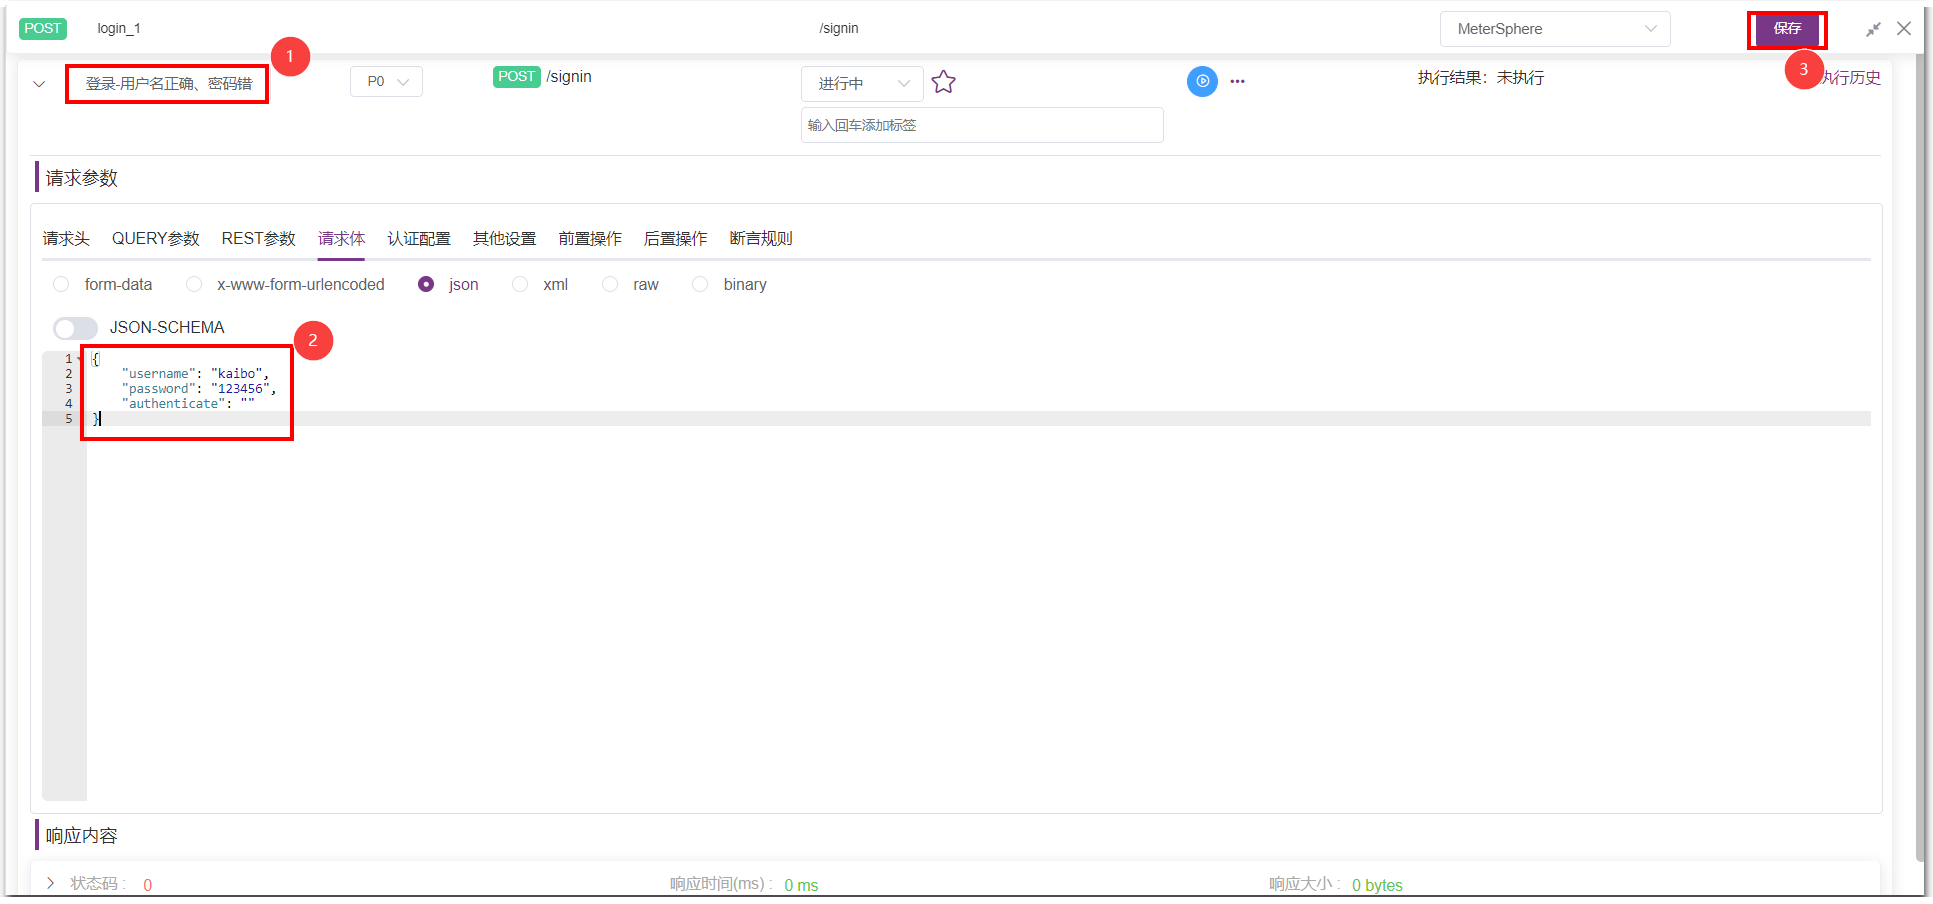 POST login_1 /signin MeterSphere 保存
1
3
登录-用户名正确、密码错 P0 POST /signin 进行中 执行结果：未执行 执行历史
输入回车添加标签
请求参数
请求头 QUERY参数 REST参数 请求体 认证配置 其他设置 前置操作 后置操作 断言规则
form-data x-www-form-urlencoded json xml raw binary
JSON-SCHEMA
2
1 {
2 "username": "kaibo",
3 "password": "123456",
4 "authenticate": ""
5 }
响应内容
状态码 : 0 响应时间(ms) : 0 ms 响应大小 : 0 bytes